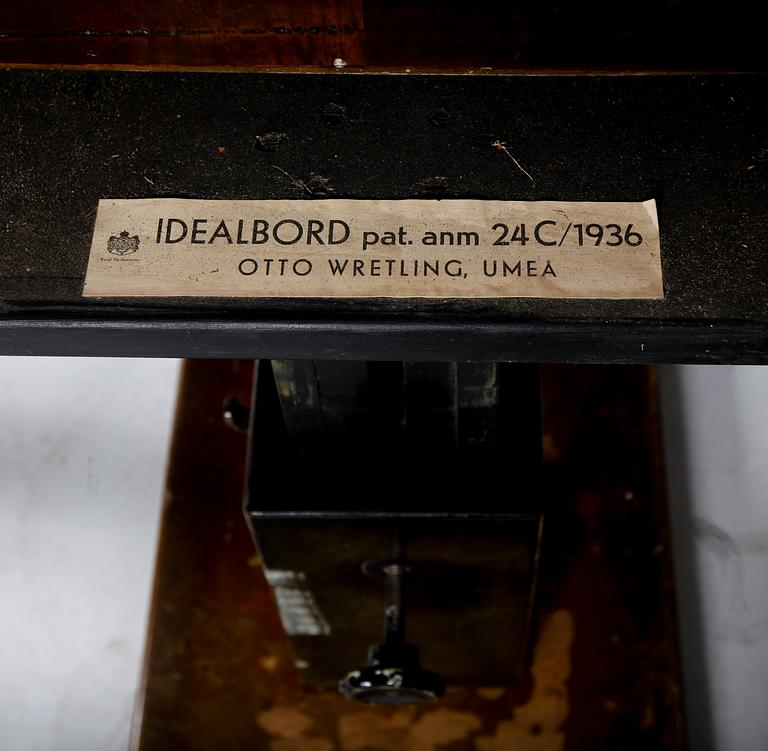 IDEALBORD pat. anm 24C/1936
OTTO WRETLING, UMEÅ